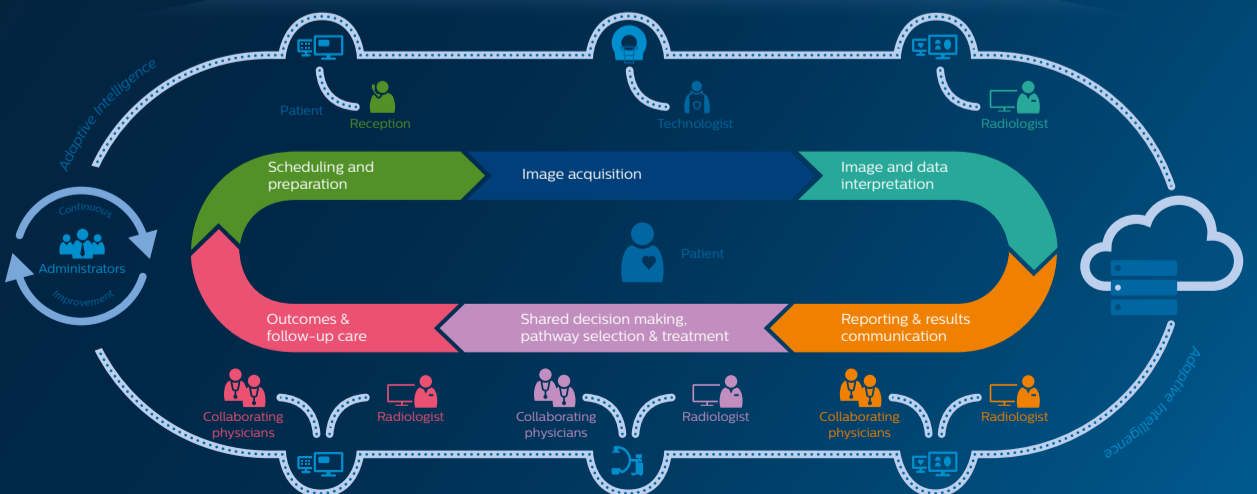 Adaptive Intelligence
Patient
Reception
Technologist
Radiologist
Scheduling and
preparation
Image acquisition
Image and data
interpretation
Continuous
Administrators
Improvement
Patient
Outcomes &
follow-up care
Shared decision making,
pathway selection & treatment
Reporting & results
communication
Collaborating
physicians
Radiologist
Collaborating
physicians
Radiologist
Collaborating
physicians
Radiologist
Adaptive Intelligence